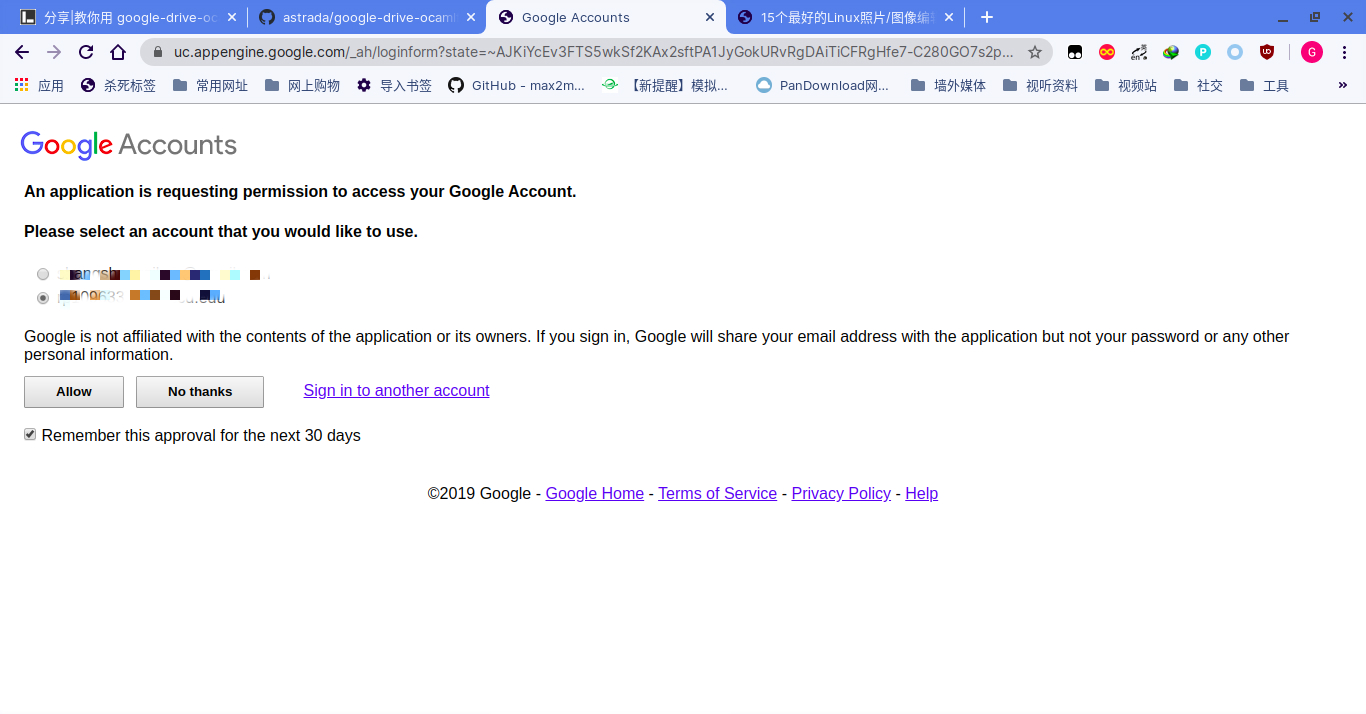 分享|教你用 google-drive-oc
astrada/google-drive-ocaml
Google Accounts
15个最好的Linux照片/图像编辑
uc.appengine.google.com/_ah/loginform?state=~AJKiYcEv3FTS5wkSf2KAx2sftPA1JyGokURvRgDAiTiCFRgHfe7-C280GO7s2p...
G
应用
杀死标签
常用网址
网上购物
导入书签
GitHub - max2m...
【新提醒】模拟...
PanDownload网...
墙外媒体
视听资料
视频站
社交
工具
»
Google Accounts
An application is requesting permission to access your Google Account.
Please select an account that you would like to use.
Google is not affiliated with the contents of the application or its owners. If you sign in, Google will share your email address with the application but not your password or any other
personal information.
Allow
No thanks
Sign in to another account
Remember this approval for the next 30 days
©2019 Google - Google Home - Terms of Service - Privacy Policy - Help